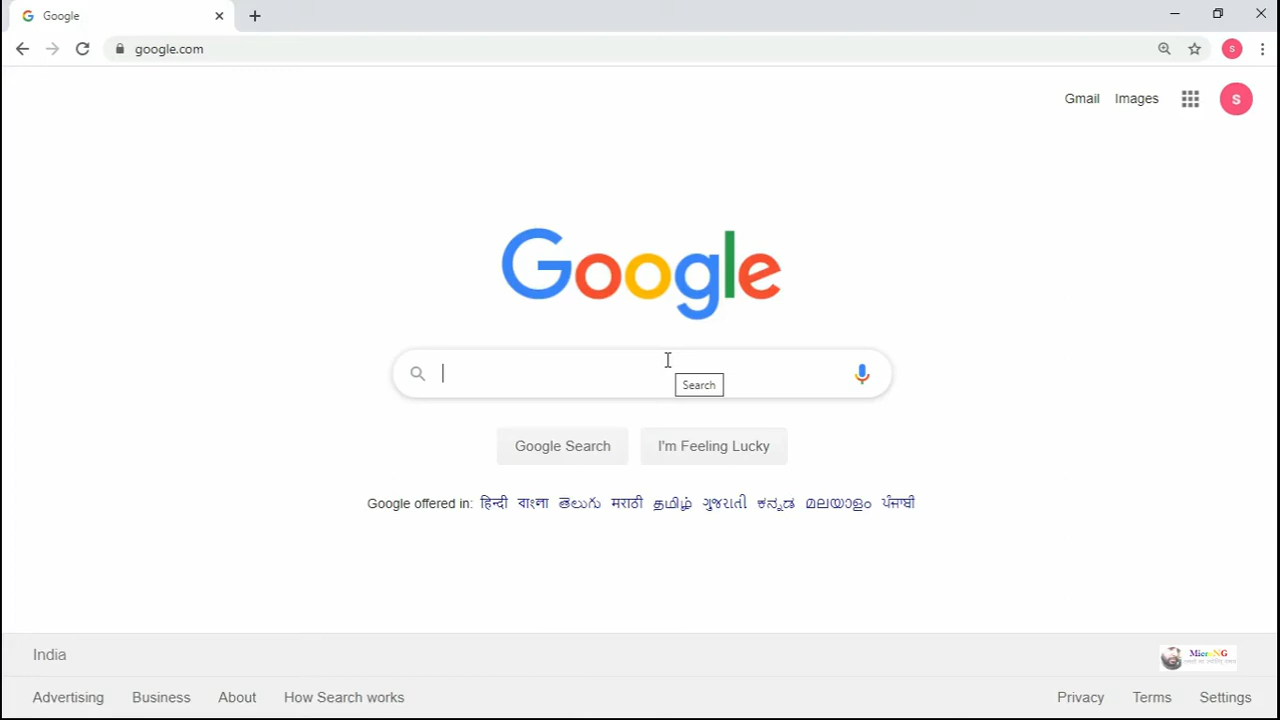 Google
google.com
S
Gmail Images
S
Google
Search
Google Search I'm Feeling Lucky
Google offered in: हिन्दी বাংলা తెలుగు मराठी தமிழ் ગુજરાતી ಕನ್ನಡ മലയാളം ਪੰਜਾਬੀ
India
MicroNG
Advertising Business About How Search works Privacy Terms Settings